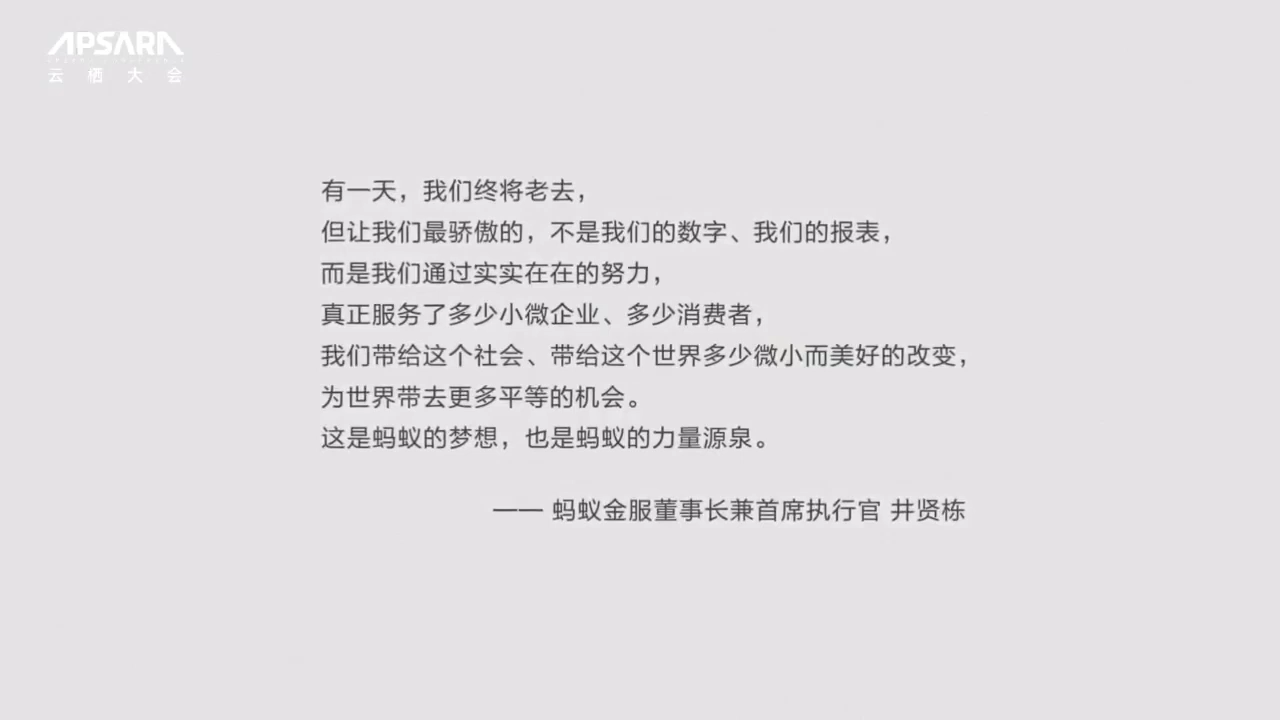 APSARA
云栖大会
有一天，我们终将老去，
但让我们最骄傲的，不是我们的数字、我们的报表，
而是我们通过实实在在的努力，
真正服务了多少小微企业、多少消费者，
我们带给这个社会、带给这个世界多少微小而美好的改变，
为世界带去更多平等的机会。
这是蚂蚁的梦想，也是蚂蚁的力量源泉。
—— 蚂蚁金服董事长兼首席执行官 井贤栋